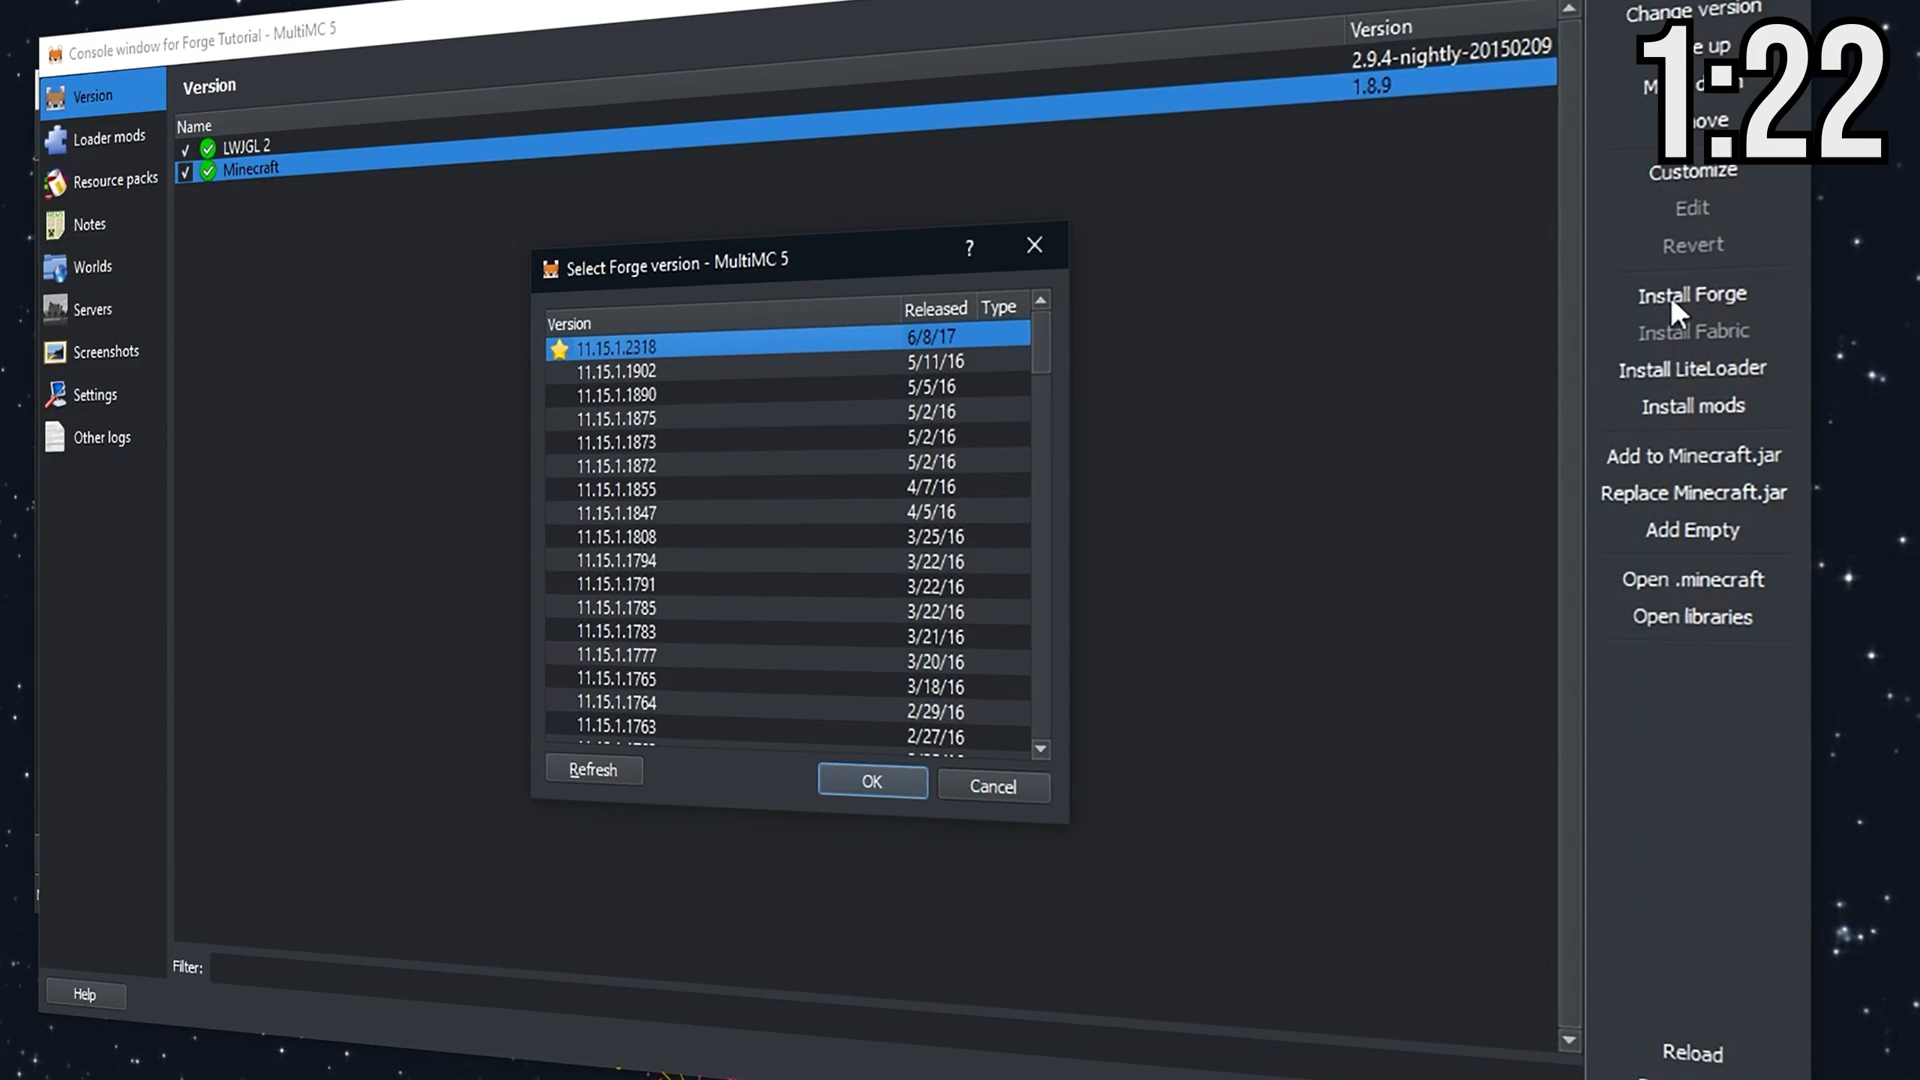 Console window for Forge Tutorial - MultiMC 5
Version
Loader mods
Resource packs
Notes
Worlds
Servers
Screenshots
Settings
Other logs
Help
Version
Name
Version
LWJGL 2
2.9.4-nightly-20150209
Minecraft
1.8.9
Select Forge version - MultiMC 5
?
Version Released Type
11.15.1.2318 6/8/17
11.15.1.1902 5/11/16
11.15.1.1890 5/5/16
11.15.1.1875 5/2/16
11.15.1.1873 5/2/16
11.15.1.1872 5/2/16
11.15.1.1855 4/7/16
11.15.1.1847 4/5/16
11.15.1.1808 3/25/16
11.15.1.1794 3/22/16
11.15.1.1791 3/22/16
11.15.1.1785 3/22/16
11.15.1.1783 3/21/16
11.15.1.1777 3/20/16
11.15.1.1765 3/18/16
11.15.1.1764 2/29/16
11.15.1.1763 2/27/16
Refresh
OK
Cancel
Filter:
Change version
1:22
Customize
Edit
Revert
Install Forge
Install Fabric
Install LiteLoader
Install mods
Add to Minecraft.jar
Replace Minecraft.jar
Add Empty
Open .minecraft
Open libraries
Reload